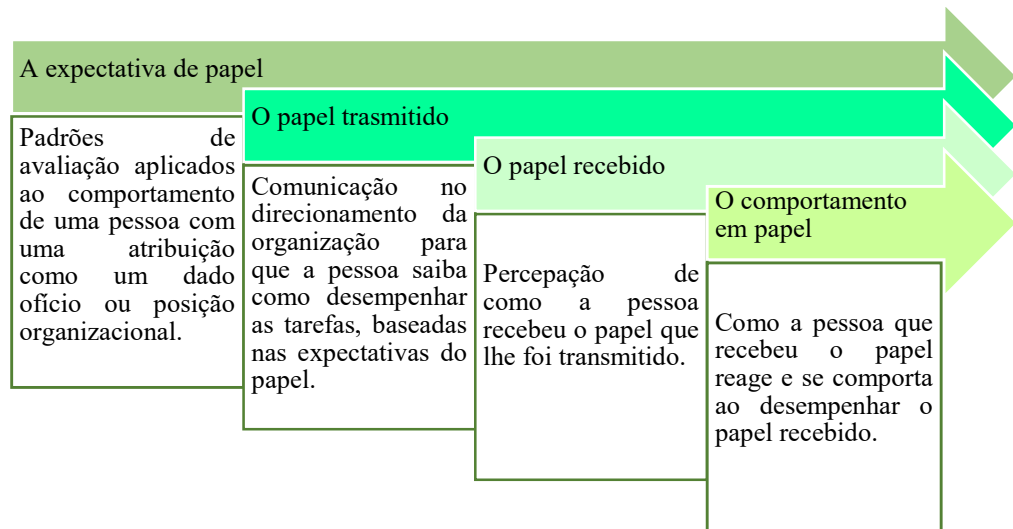 A expectativa de papel
Padrões de
avaliação aplicados
ao comportamento
de uma pessoa com
uma atribuição
como um dado
ofício ou posição
organizacional.
O papel trasmitido
Comunicação no
direcionamento da
organização para
que a pessoa saiba
como desempenhar
as tarefas, baseadas
nas expectativas do
papel.
O papel recebido
Percepação de
como a pessoa
recebeu o papel que
lhe foi transmitido.
O comportamento
em papel
Como a pessoa que
recebeu o papel
reage e se comporta
ao desempenhar o
papel recebido.